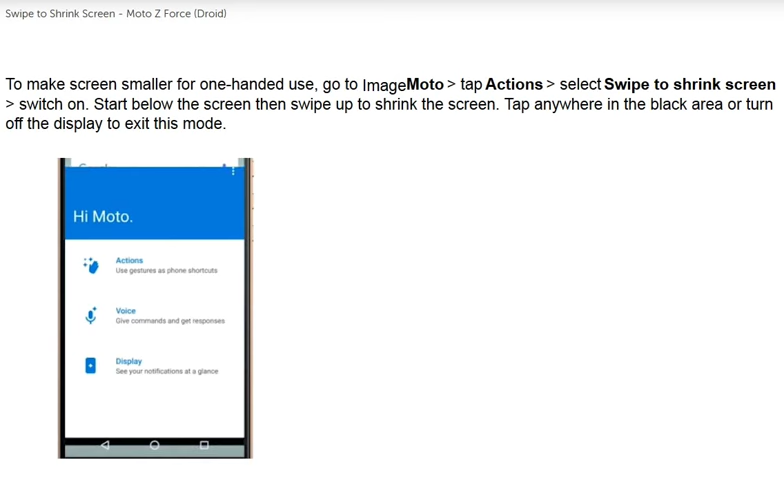 Swipe to Shrink Screen - Moto Z Force (Droid)
To make screen smaller for one-handed use, go to ImageMoto > tap Actions > select Swipe to shrink screen
> switch on. Start below the screen then swipe up to shrink the screen. Tap anywhere in the black area or turn
off the display to exit this mode.
Hi Moto.
Actions
Use gestures as phone shortcuts
Voice
Give commands and get responses
Display
See your notifications at a glance